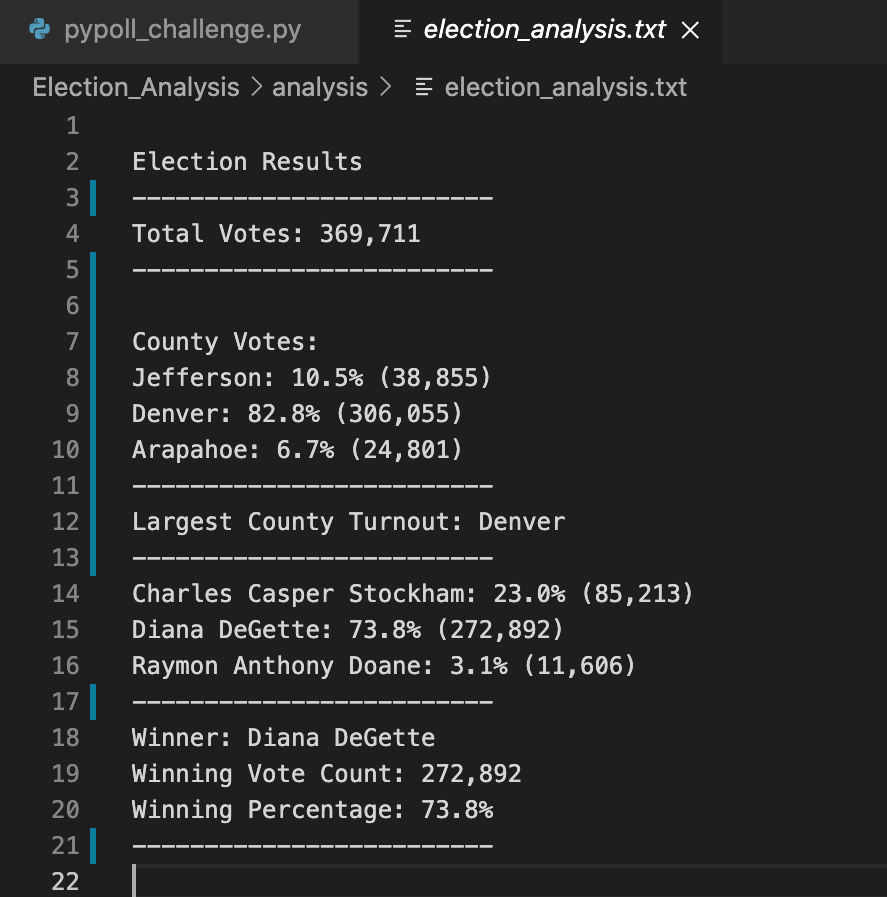 pypoll_challenge.py election_analysis.txt
Election_Analysis > analysis > election_analysis.txt
1
2 Election Results
3 -------------------------
4 Total Votes: 369,711
5 -------------------------
6
7 County Votes:
8 Jefferson: 10.5% (38,855)
9 Denver: 82.8% (306,055)
10 Arapahoe: 6.7% (24,801)
11 -------------------------
12 Largest County Turnout: Denver
13 -------------------------
14 Charles Casper Stockham: 23.0% (85,213)
15 Diana DeGette: 73.8% (272,892)
16 Raymon Anthony Doane: 3.1% (11,606)
17 -------------------------
18 Winner: Diana DeGette
19 Winning Vote Count: 272,892
20 Winning Percentage: 73.8%
21 -------------------------
22